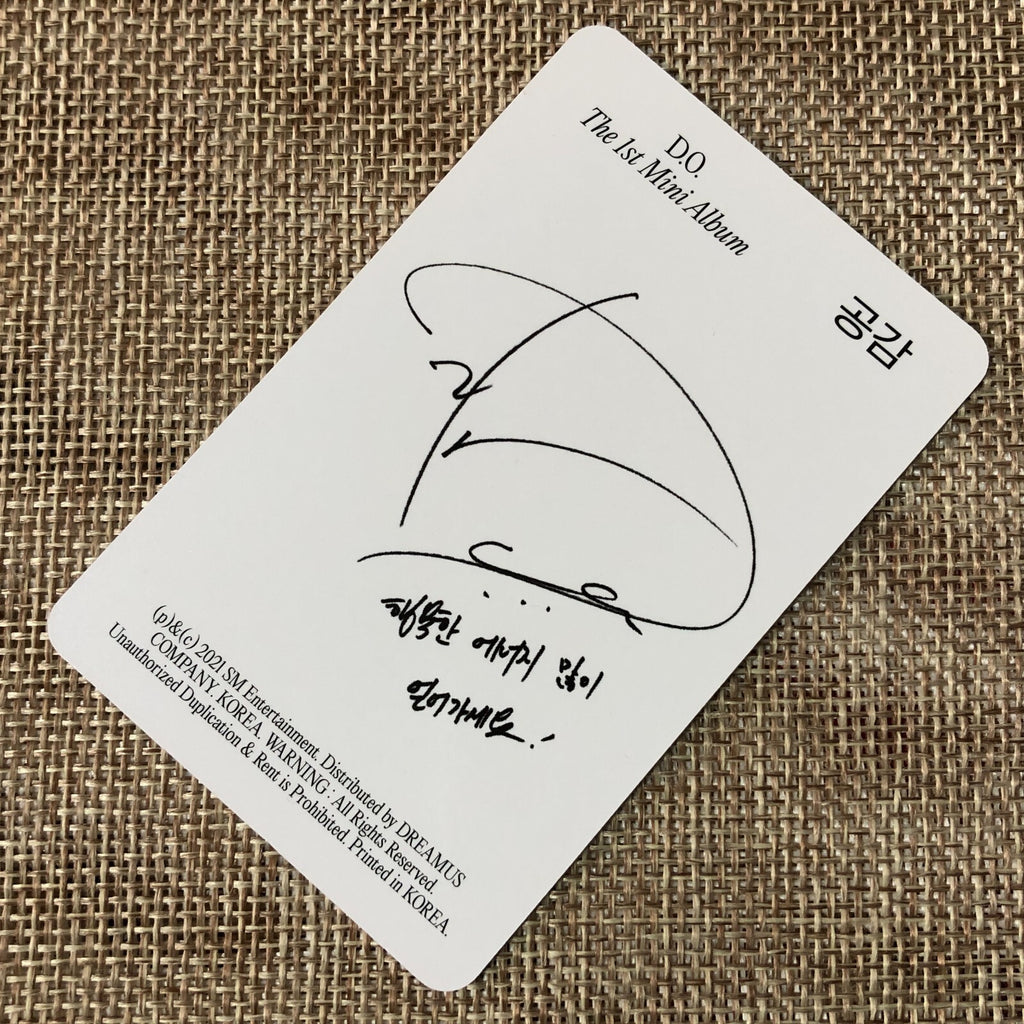 D.O.
The 1st Mini Album
공감
행복한 에너지 많이
얻어가세요!
(p)&(c) 2021 SM Entertainment. Distributed by DREAMUS
COMPANY. KOREA. WARNING : All Rights Reserved.
Unauthorized Duplication & Rent is Prohibited. Printed in KOREA.